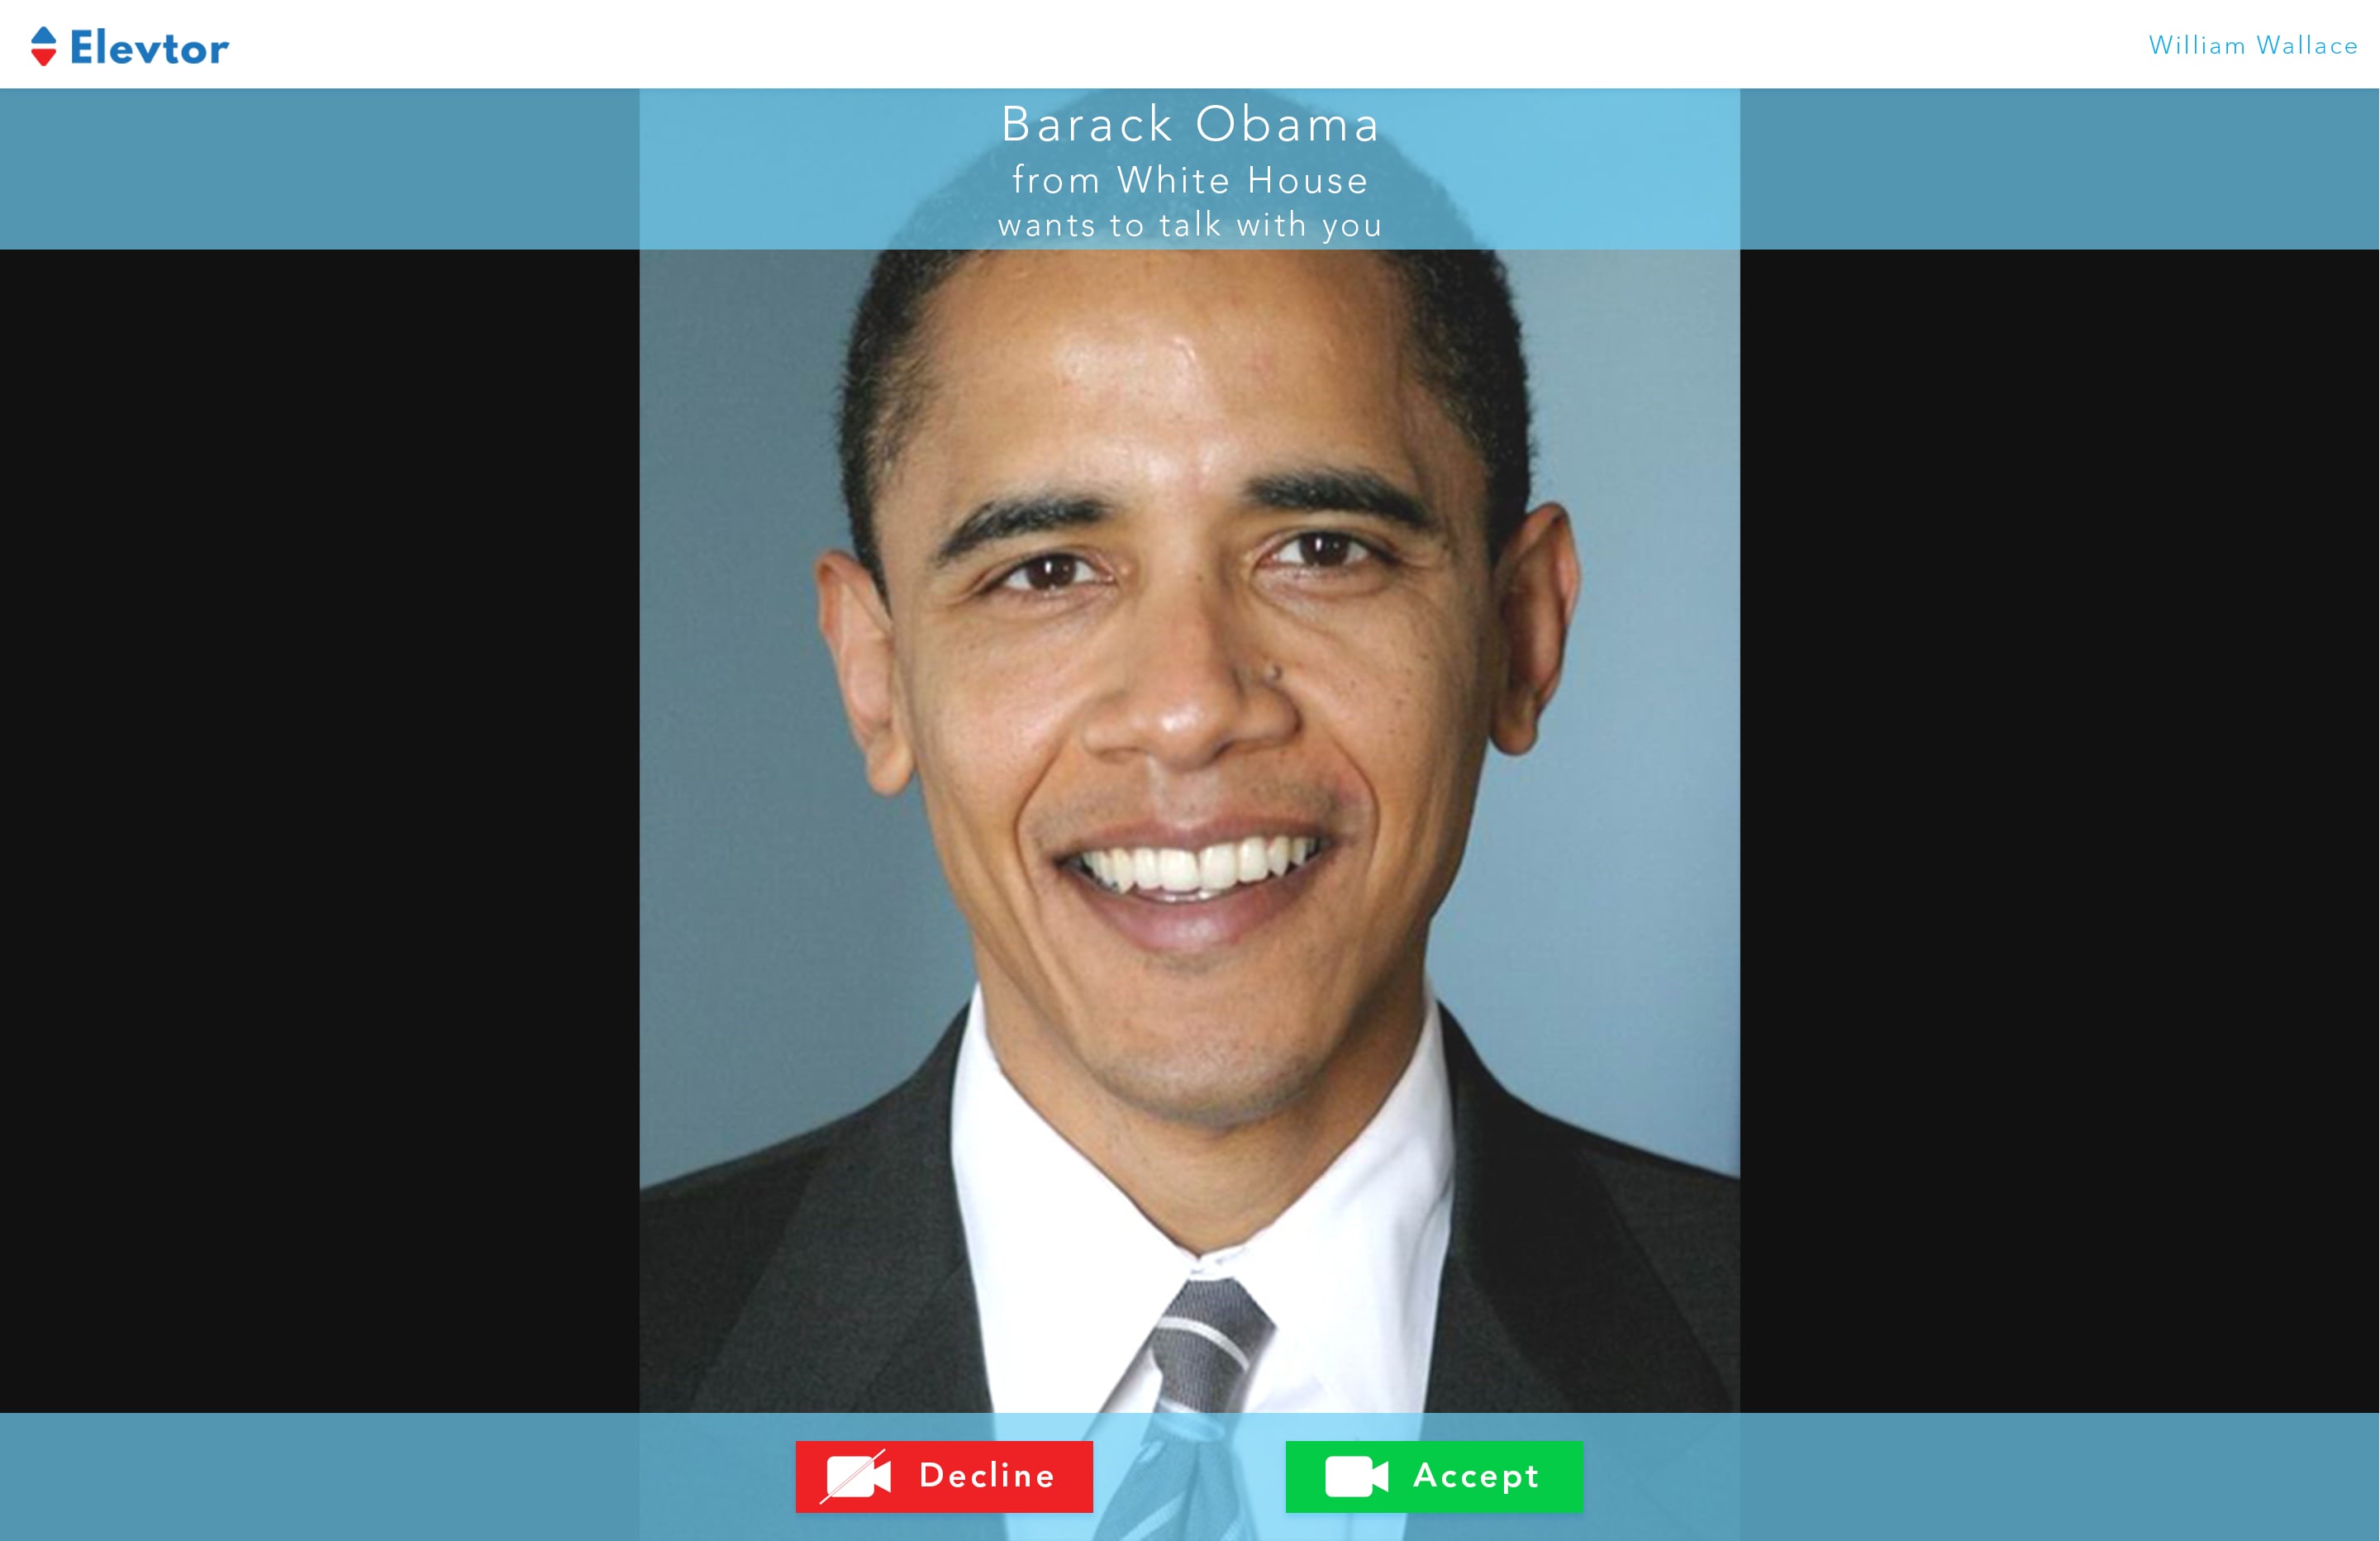 Elevtor
William Wallace
Barack Obama
from White House
wants to talk with you
Decline
Accept